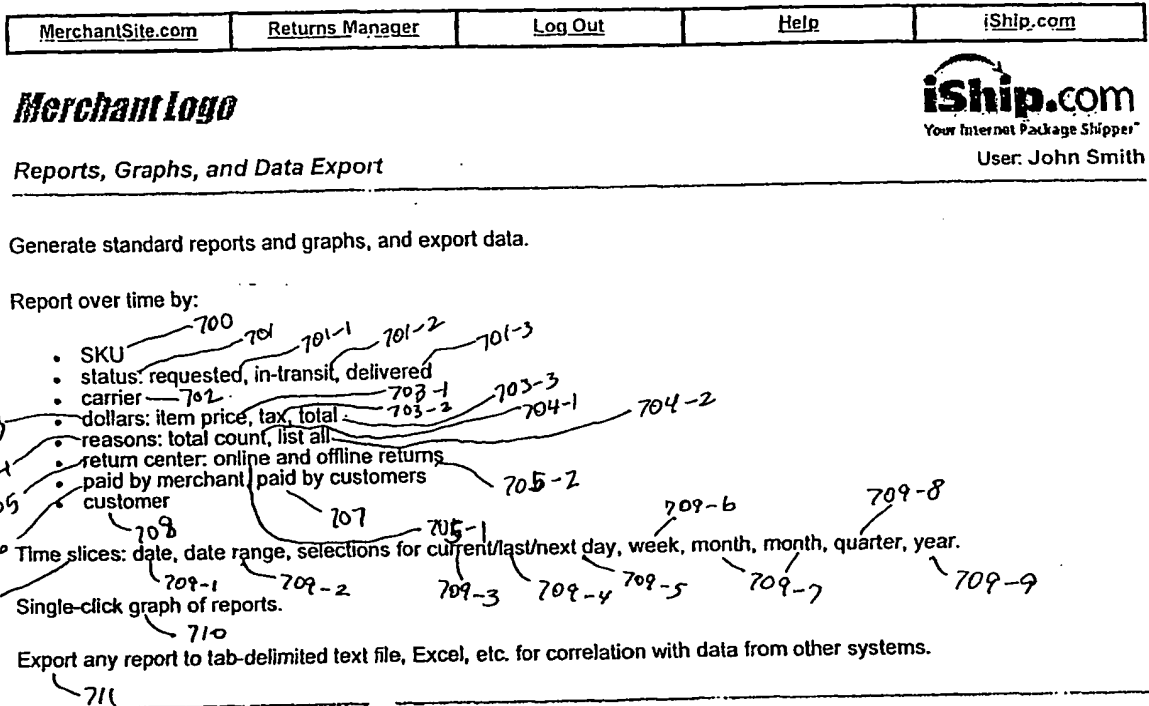 MerchantSite.com Returns Manager Log Out Help iShip.com
Merchant Logo
iShip.com
Your Internet Package Shipper™
User: John Smith
Reports, Graphs, and Data Export
Generate standard reports and graphs, and export data.
Report over time by:
700
701 701-1 701-2 701-3
• SKU
• status: requested, in-transit, delivered
• carrier 702
703-1 703-3
• dollars: item price, tax, total 703-2 704-1 704-2
• reasons: total count, list all
• return center: online and offline returns
• paid by merchant, paid by customers 705-2
• customer
708 707 705-1 709-6 709-8
Time slices: date, date range, selections for current/last/next day, week, month, month, quarter, year.
709-1 709-2 709-3 709-4 709-5 709-7 709-9
Single-click graph of reports.
710
Export any report to tab-delimited text file, Excel, etc. for correlation with data from other systems.
711